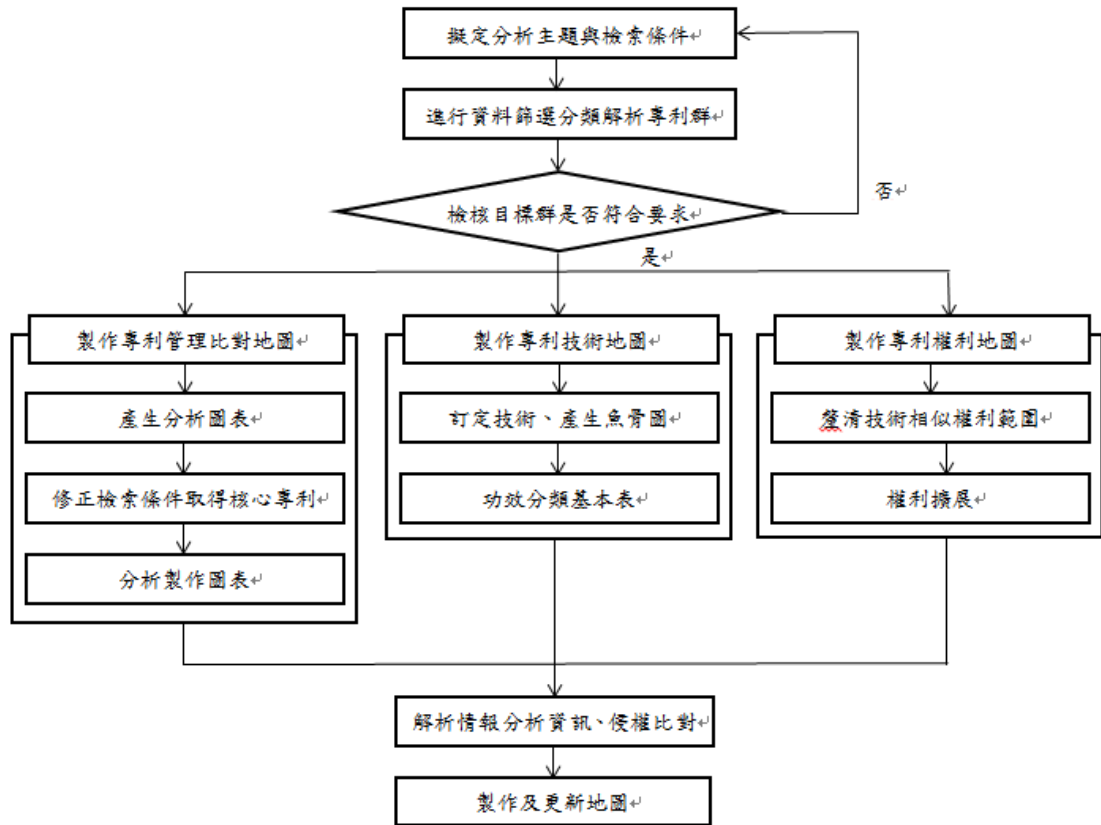 擬定分析主題與檢索條件
進行資料篩選分類解析專利群
檢核目標群是否符合要求
否
是
製作專利管理比對地圖
產生分析圖表
修正檢索條件取得核心專利
分析製作圖表
製作專利技術地圖
訂定技術、產生魚骨圖
功效分類基本表
製作專利權利地圖
釐清技術相似權利範圍
權利擴展
解析情報分析資訊、侵權比對
製作及更新地圖